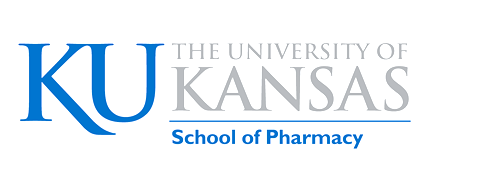 KU
THE UNIVERSITY OF
KANSAS
School of Pharmacy